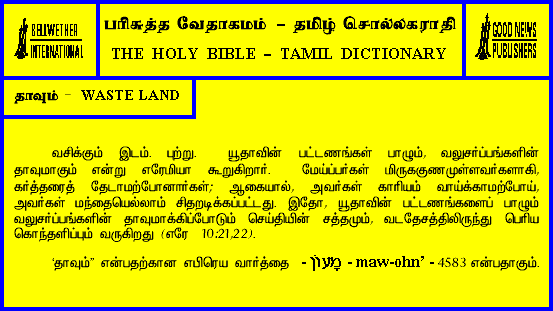 BELLWETHER
INTERNATIONAL
பரிசுத்த வேதாகமம் – தமிழ் சொல்லகராதி
THE HOLY BIBLE – TAMIL DICTIONARY
GOOD NEWS
PUBLISHERS
தாவும் - WASTE LAND
வசிக்கும் இடம். புற்று. யூதாவின் பட்டணங்கள் பாழும், வலுசர்ப்பங்களின்
தாவுமாகும் என்று எரேமியா கூறுகிறார். மேய்ப்பர்கள் மிருககுணமுள்ளவர்களாகி,
கர்த்தரைத் தேடாமற்போனார்கள்; ஆகையால், அவர்கள் காரியம் வாய்க்காமற்போய்,
அவர்கள் மந்தையெல்லாம் சிதறடிக்கப்பட்டது. இதோ, யூதாவின் பட்டணங்களைப் பாழும்
வலுசர்ப்பங்களின் தாவுமாக்கிப்போடும் செய்தியின் சத்தமும், வடதேசத்திலிருந்து பெரிய
கொந்தளிப்பும் வருகிறது (எரே 10:21,22).
‘தாவும்” என்பதற்கான எபிரெய வார்த்தை - מָעוֹן - maw-ohn’ - 4583 என்பதாகும்.